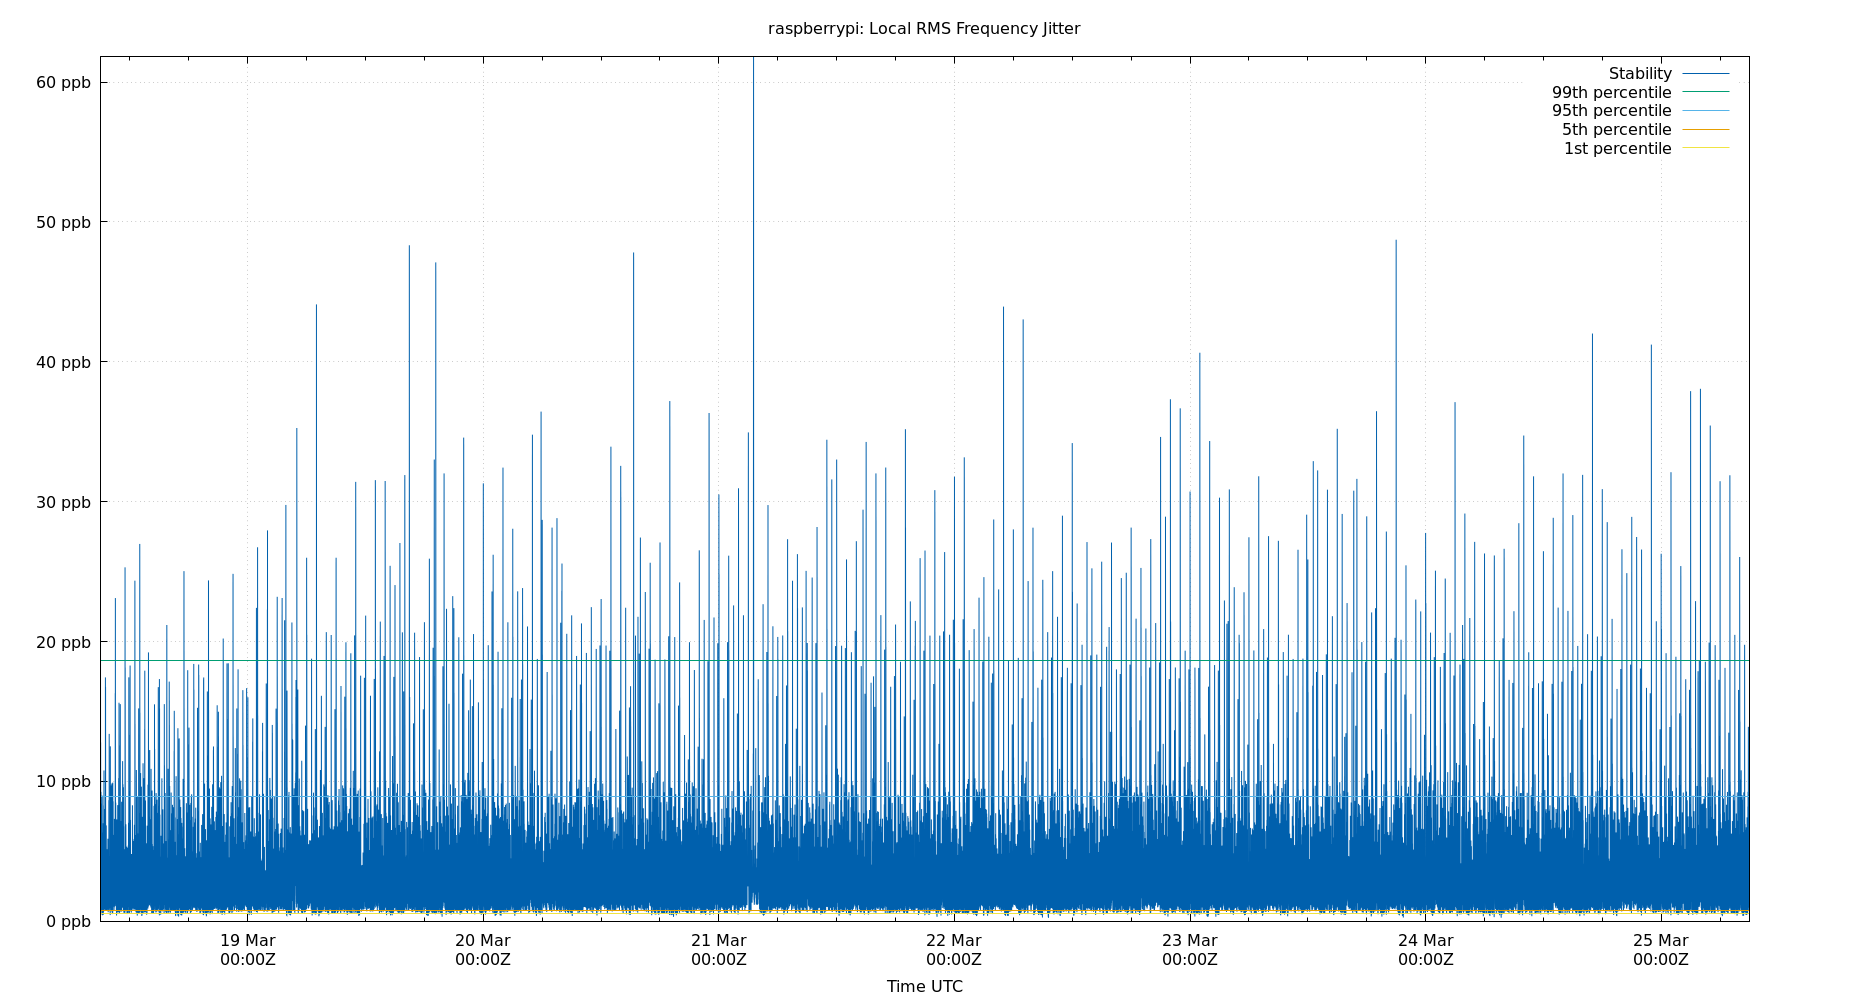 raspberrypi: Local RMS Frequency Jitter
60 ppb
50 ppb
40 ppb
30 ppb
20 ppb
10 ppb
0 ppb
Stability
99th percentile
95th percentile
5th percentile
1st percentile
19 Mar 20 Mar 21 Mar 22 Mar 23 Mar 24 Mar 25 Mar
00:00Z 00:00Z 00:00Z 00:00Z 00:00Z 00:00Z 00:00Z
Time UTC